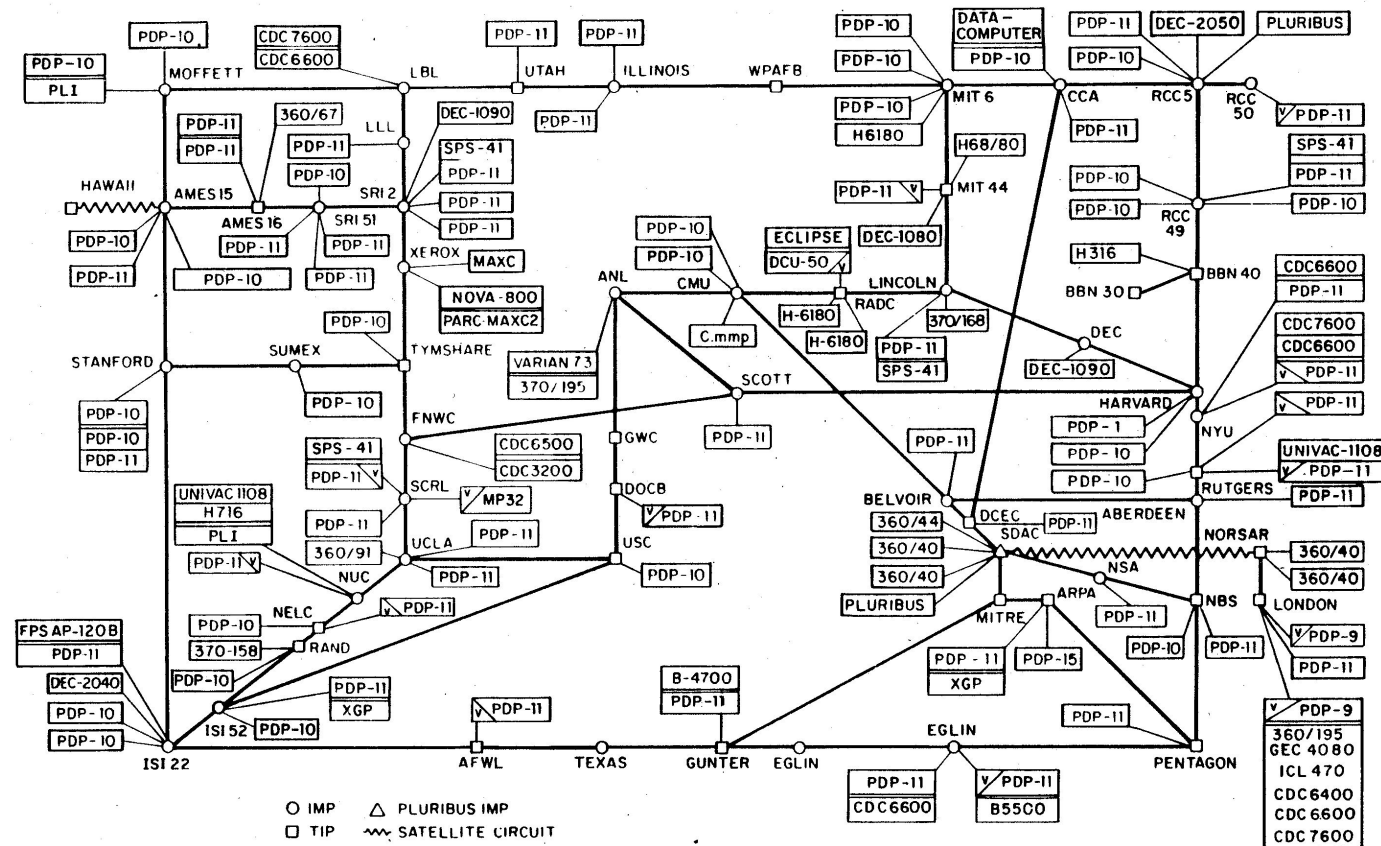 PDP-10
CDC7600
CDC6600
PDP-11
PDP-11
PDP-10
DATA-
COMPUTER
PDP-10
PDP-11
DEC-2050
PLURIBUS
PDP-10
PLI
MOFFETT
LBL
UTAH
ILLINOIS
WPAFB
PDP-10
PDP-10
H6180
MIT 6
CCA
PDP-10
RCC5
RCC
50
V PDP-11
PDP-11
PDP-11
PDP-11
PDP-11
360/67
LLL
PDP-11
DEC-1090
SPS-41
PDP-11
PDP-11
PDP-11
H68/80
PDP-11 V
MIT 44
DEC-1080
SPS-41
PDP-11
PDP-10
PDP-10
PDP-10
RCC
49
HAWAII
AMES 15
AMES 16
PDP-10
SRI 51
SRI 2
PDP-10
PDP-11
PDP-10
PDP-11
PDP-11
PDP-11
XEROX
MAXC
NOVA-800
PARC-MAXC2
PDP-10
PDP-10
ECLIPSE
DCU-50 V
H316
BBN 40
BBN 30
CDC6600
PDP-11
ANL
CMU
C.mmp
RADC
H-6180
H-6180
LINCOLN
370/168
PDP-11
SPS-41
DEC
DEC-1090
CDC7600
CDC6600
V PDP-11
V PDP-11
PDP-10
STANFORD
SUMEX
TYMSHARE
PDP-10
VARIAN 73
370/195
SCOTT
PDP-11
HARVARD
PDP-1
PDP-10
NYU
PDP-10
PDP-10
PDP-11
FNWC
CDC6500
CDC3200
GWC
PDP-11
PDP-10
UNIVAC-1108
V PDP-11
RUTGERS
PDP-11
SPS-41
PDP-11 V
SCRL
V MP32
DOCB
V PDP-11
BELVOIR
DCEC
PDP-11
ABERDEEN
UNIVAC 1108
H716
PLI
PDP-11 V
PDP-11
360/91
UCLA
PDP-11
PDP-11
USC
PDP-10
360/44
360/40
360/40
PLURIBUS
SDAC
NSA
PDP-11
NORSAR
360/40
360/40
NUC
NELC
PDP-10
V PDP-11
RAND
370-158
PDP-10
MITRE
ARPA
PDP-11
XGP
PDP-15
NBS
PDP-10
PDP-11
LONDON
V PDP-9
PDP-11
FPS AP-120B
PDP-11
DEC-2040
PDP-10
PDP-10
ISI 22
ISI 52
PDP-11
XGP
PDP-10
V PDP-11
AFWL
TEXAS
B-4700
PDP-11
GUNTER
EGLIN
EGLIN
PDP-11
CDC6600
V PDP-11
B5500
PDP-11
PENTAGON
V PDP-9
360/195
GEC 4080
ICL 470
CDC6400
CDC6600
CDC7600
IMP
PLURIBUS IMP
TIP
SATELLITE CIRCUIT